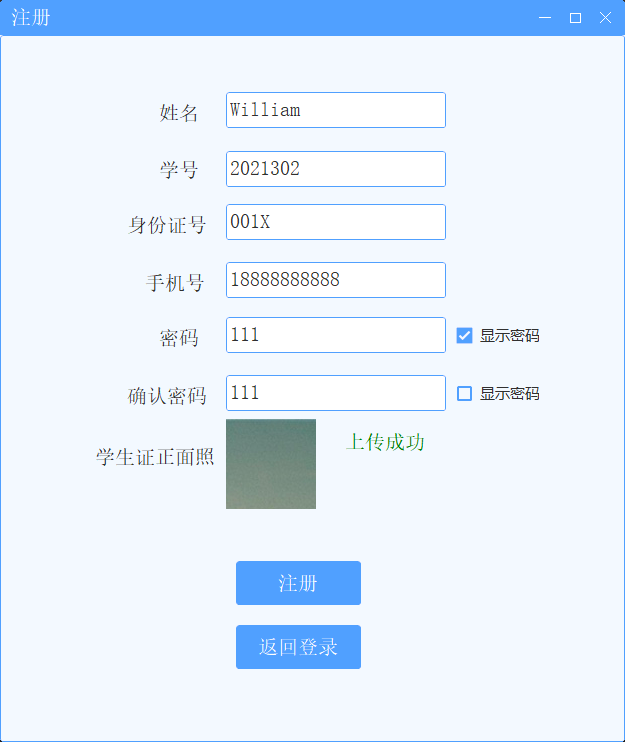 注册
姓名 William
学号 2021302
身份证号 001X
手机号 18888888888
密码 111 显示密码
确认密码 111 显示密码
学生证正面照 上传成功
注册
返回登录